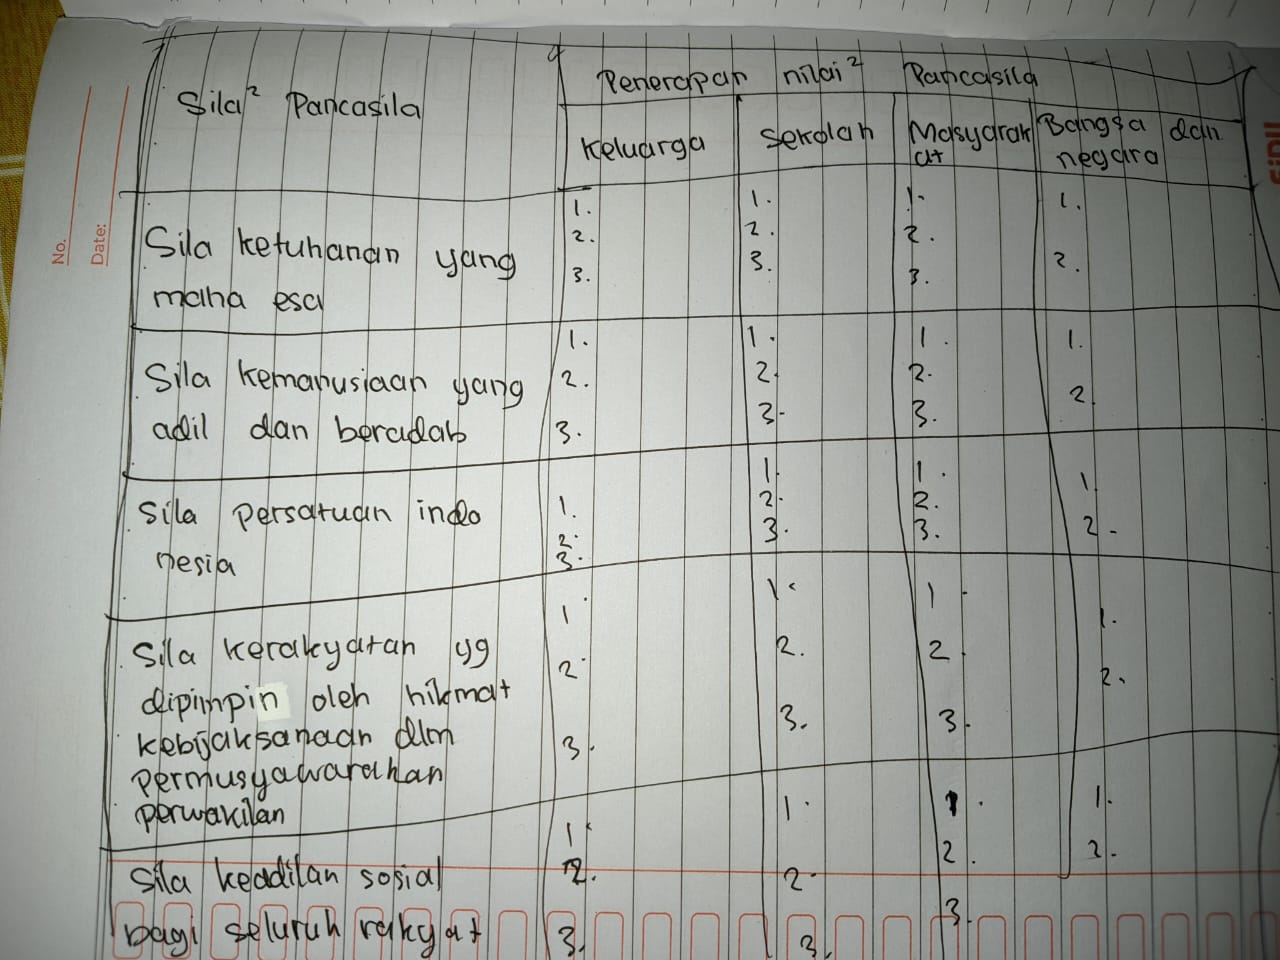 No.
Date:
Sila² Pancasila
Penerapan nilai² Pancasila
Keluarga
Sekolah
Masyarak
at
Bangsa dan
negara
Sila ketuhanan yang
maha esa
1.
2.
3.
1.
2.
3.
1.
2.
3.
1.
2.
Sila kemanusiaan yang
adil dan beradab
1.
2.
3.
1.
2.
3.
1.
2.
3.
1.
2.
Sila persatuan indo
nesia
1.
2.
3.
1.
2.
3.
1.
2.
3.
1.
2.
Sila kerakyatan yg
dipimpin oleh hikmat
kebijaksanaan dlm
permusyawarahan
perwakilan
1.
2.
3.
1.
2.
3.
1.
2.
3.
1.
2.
Sila keadilan sosial
bagi seluruh rakyat
1.
2.
3.
1.
2.
3.
1.
2.
3.
1.
2.